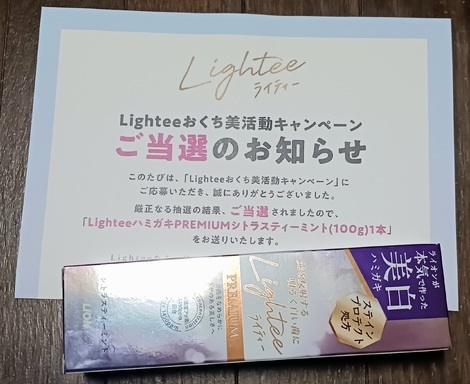 Lightee
ライティー
Lighteeおくち美活動キャンペーン
ご当選のお知らせ
このたびは、「Lighteeおくち美活動キャンペーン」に
ご応募いただき、誠にありがとうございました。
厳正なる抽選の結果、ご当選されましたので、
「LighteeハミガキPREMIUMシトラスティーミント(100g)1本」
をお送りいたします。
ライオンが
本気で作った
美白
ハミガキ
ステイン
プロテクト
処方
Lightee
ライティー
PREMIUM
シトラスティーミント
LION